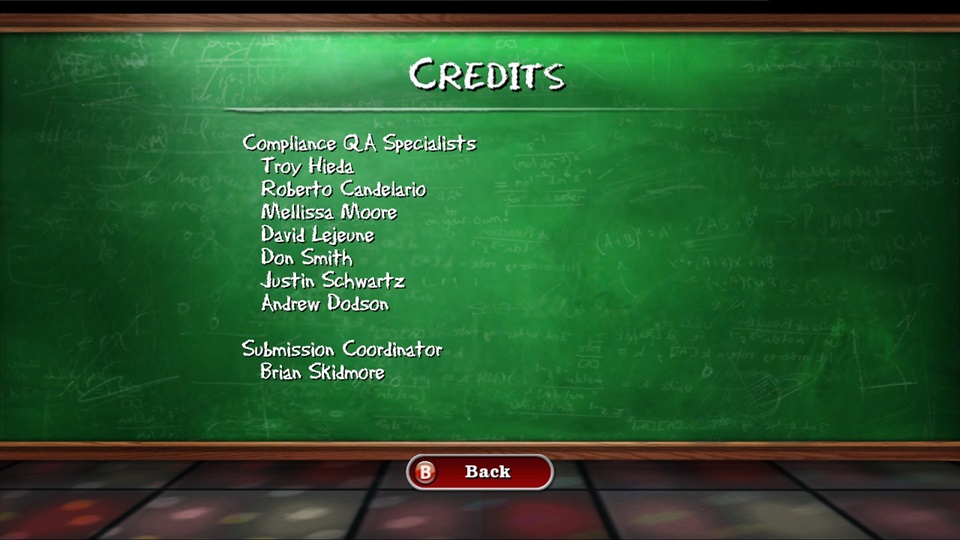 Credits
Compliance QA Specialists
Troy Hieda
Roberto Candelario
Mellissa Moore
David Lejeune
Don Smith
Justin Schwartz
Andrew Dodson
Submission Coordinator
Brian Skidmore
B Back